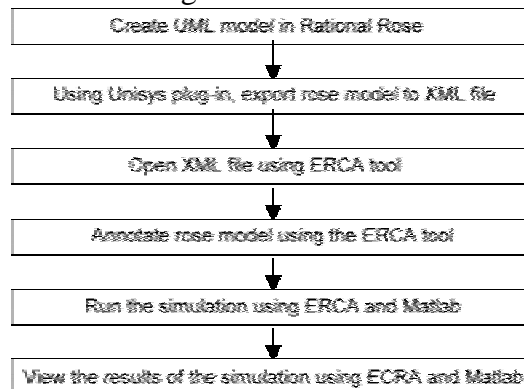 Create UML model in Rational Rose
Using Unisys plug-in, export rose model to XML file
Open XML file using ERCA tool
Annotate rose model using the ERCA tool
Run the simulation using ERCA and Matlab
View the results of the simulation using ECRA and Matlab